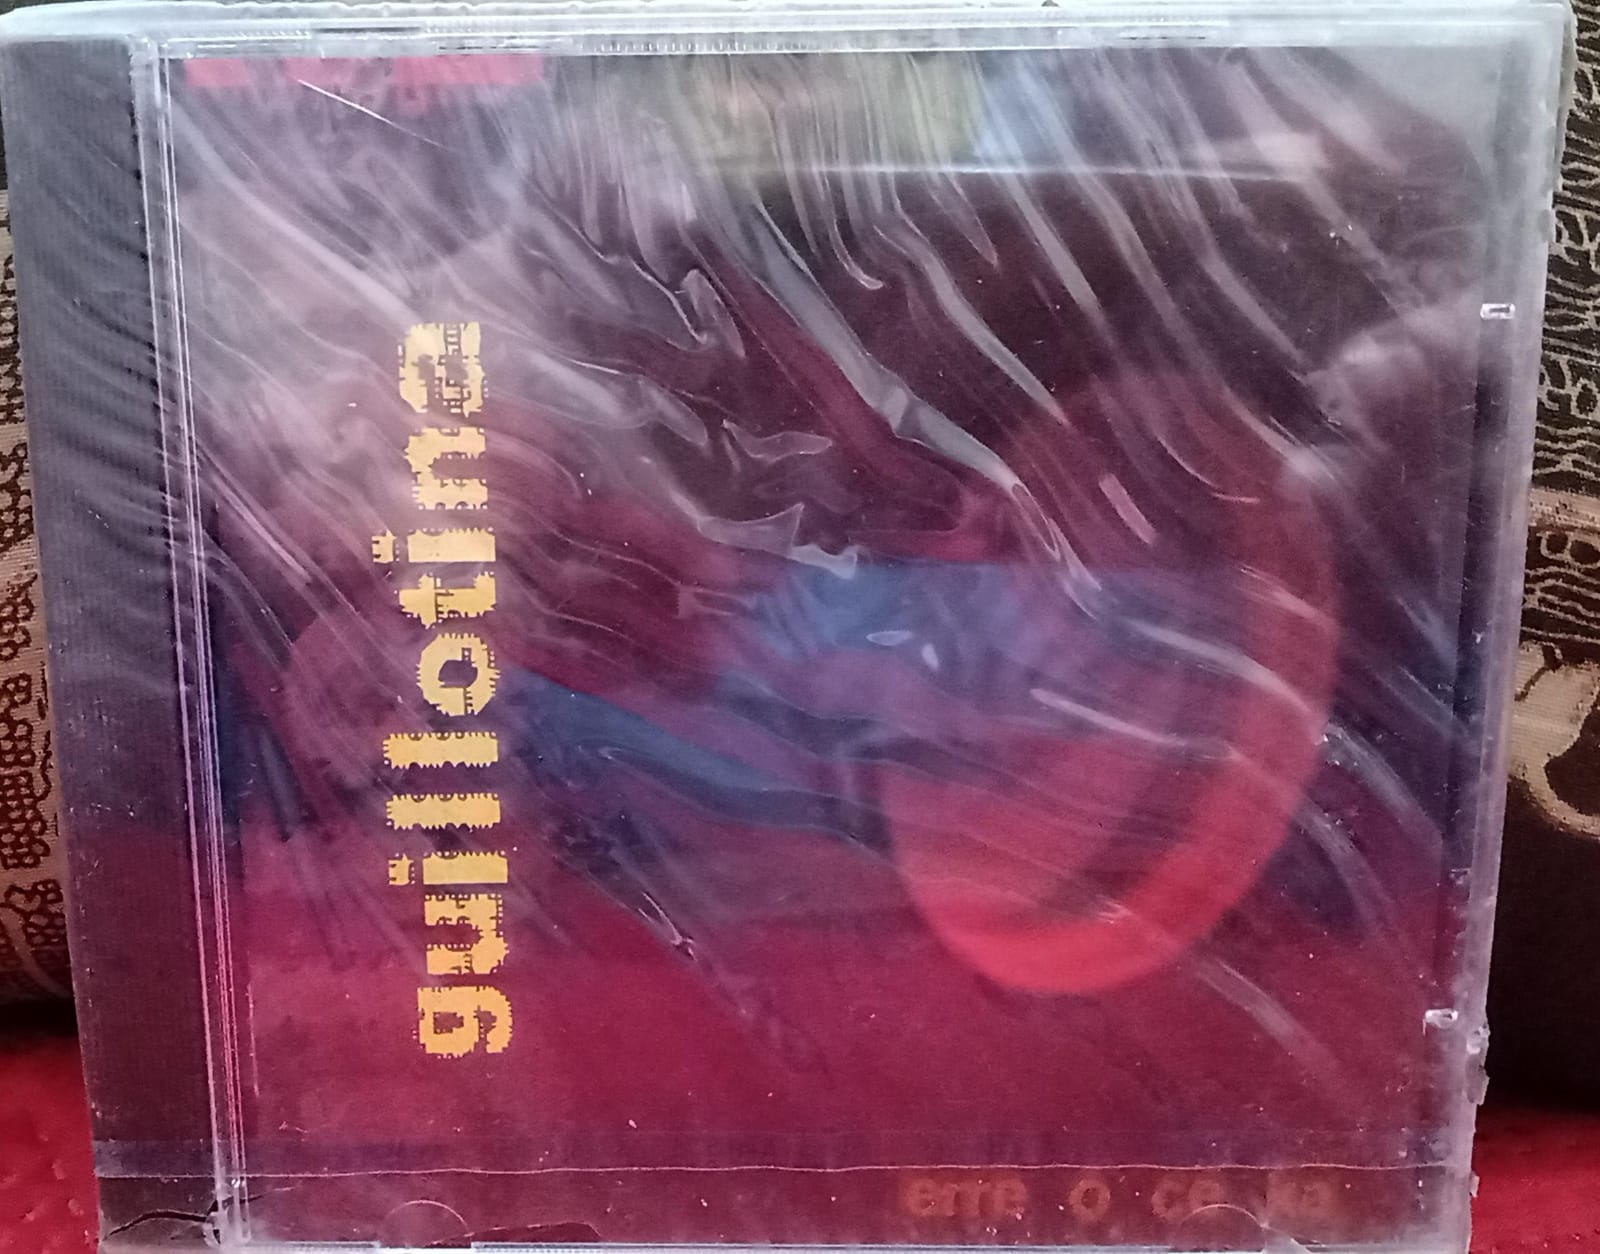 guillotina
erre o ce ka